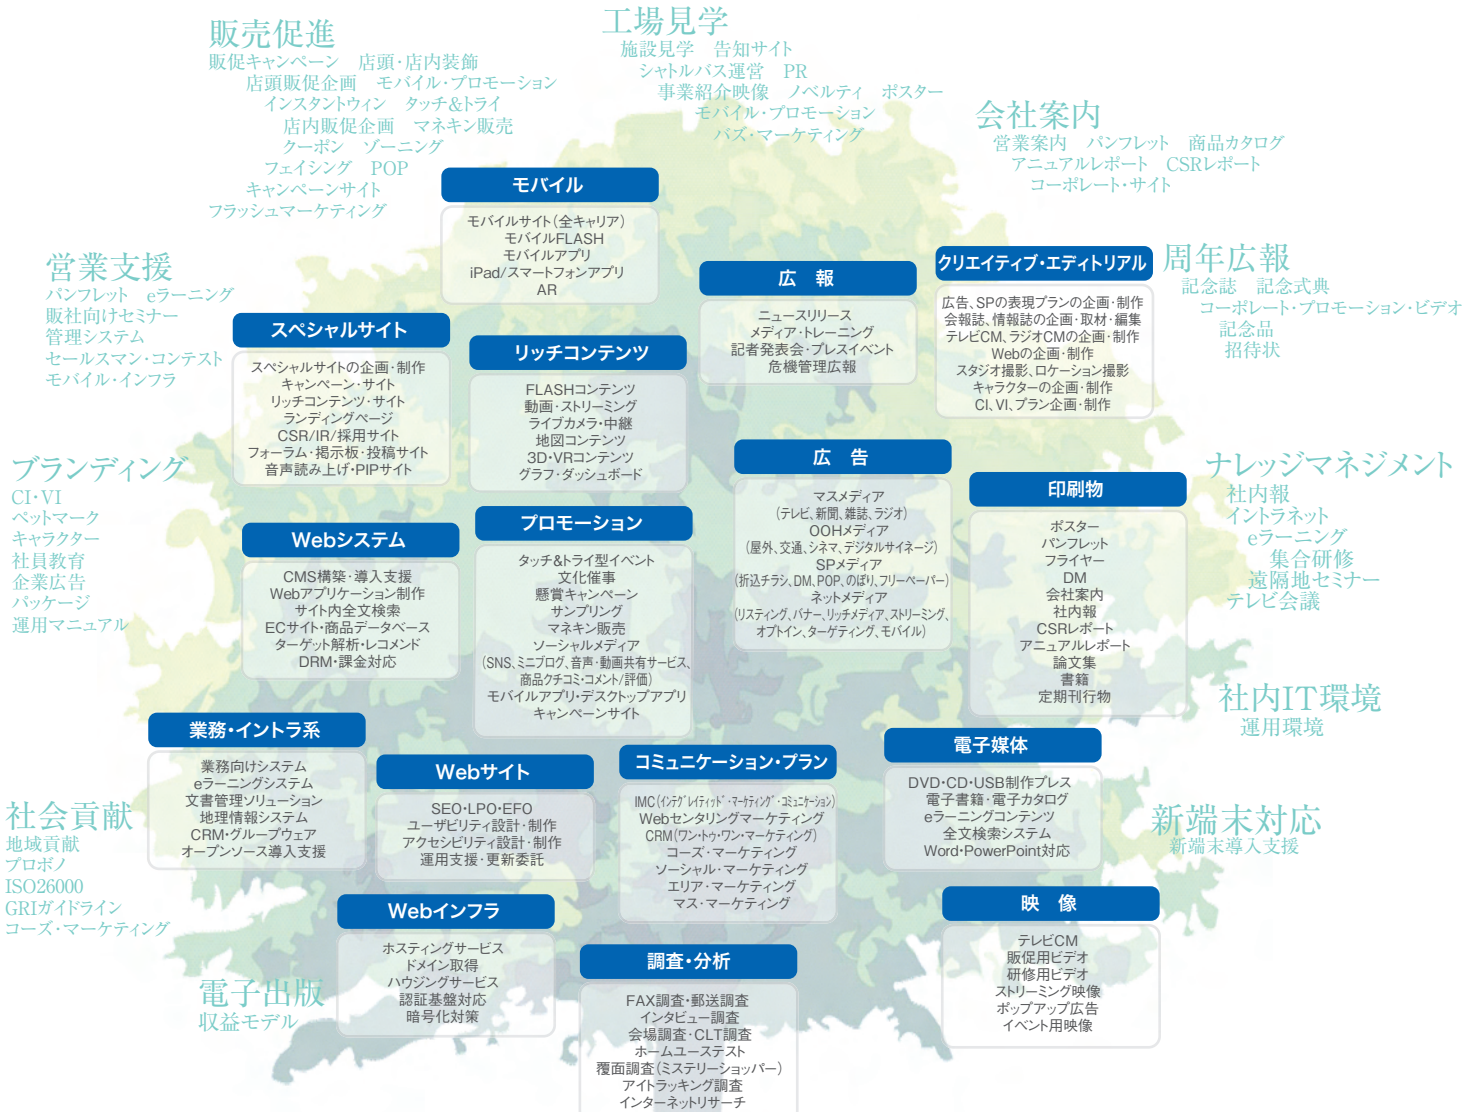 販売促進
販促キャンペーン　店頭・店内装飾
店頭販促企画　モバイル・プロモーション
インスタントウィン　タッチ&トライ
店内販促企画　マネキン販売
クーポン　ゾーニング
フェイシング　POP
キャンペーンサイト
フラッシュマーケティング
工場見学
施設見学　告知サイト
シャトルバス運営　PR
事業紹介映像　ノベルティ　ポスター
モバイル・プロモーション
バズ・マーケティング
会社案内
営業案内　パンフレット　商品カタログ
アニュアルレポート　CSRレポート
コーポレート・サイト
モバイル
モバイルサイト(全キャリア)
モバイルFLASH
モバイルアプリ
iPad/スマートフォンアプリ
AR
営業支援
パンフレット　eラーニング
販社向けセミナー
管理システム
セールスマン・コンテスト
モバイル・インフラ
広　報
ニュースリリース
メディア・トレーニング
記者発表会・プレスイベント
危機管理広報
クリエイティブ・エディトリアル
広告、SPの表現プランの企画・制作
会報誌、情報誌の企画・取材・編集
テレビCM、ラジオCMの企画・制作
Webの企画・制作
スタジオ撮影、ロケーション撮影
キャラクターの企画・制作
CI、VI、プラン企画・制作
周年広報
記念誌　記念式典
コーポレート・プロモーション・ビデオ
記念品
招待状
スペシャルサイト
スペシャルサイトの企画・制作
キャンペーン・サイト
リッチコンテンツ・サイト
ランディングページ
CSR/IR/採用サイト
フォーラム・掲示板・投稿サイト
音声読み上げ・PIPサイト
リッチコンテンツ
FLASHコンテンツ
動画・ストリーミング
ライブカメラ・中継
地図コンテンツ
3D・VRコンテンツ
グラフ・ダッシュボード
ブランディング
CI・VI
ペットマーク
キャラクター
社員教育
企業広告
パッケージ
運用マニュアル
広　告
マスメディア
(テレビ、新聞、雑誌、ラジオ)
OOHメディア
(屋外、交通、シネマ、デジタルサイネージ)
SPメディア
(折込チラシ、DM、POP、のぼり、フリーペーパー)
ネットメディア
(リスティング、バナー、リッチメディア、ストリーミング、
オプトイン、ターゲティング、モバイル)
印刷物
ポスター
パンフレット
フライヤー
DM
会社案内
社内報
CSRレポート
アニュアルレポート
論文集
書籍
定期刊行物
ナレッジマネジメント
社内報
イントラネット
eラーニング
集合研修
遠隔地セミナー
テレビ会議
Webシステム
CMS構築・導入支援
Webアプリケーション制作
サイト内全文検索
ECサイト・商品データベース
ターゲット解析・レコメンド
DRM・課金対応
プロモーション
タッチ&トライ型イベント
文化催事
懸賞キャンペーン
サンプリング
マネキン販売
ソーシャルメディア
(SNS、ミニブログ、音声・動画共有サービス、
商品クチコミ・コメント/評価)
モバイルアプリ・デスクトップアプリ
キャンペーンサイト
社内IT環境
運用環境
業務・イントラ系
業務向けシステム
eラーニングシステム
文書管理ソリューション
地理情報システム
CRM・グループウェア
オープンソース導入支援
Webサイト
SEO・LPO・EFO
ユーザビリティ設計・制作
アクセシビリティ設計・制作
運用支援・更新委託
コミュニケーション・プラン
IMC(インテグレイティッド・マーケティング・コミュニケーション)
Webセンタリングマーケティング
CRM(ワン・トゥ・ワン・マーケティング)
コーズ・マーケティング
ソーシャル・マーケティング
エリア・マーケティング
マス・マーケティング
電子媒体
DVD・CD・USB制作プレス
電子書籍・電子カタログ
eラーニングコンテンツ
全文検索システム
Word・PowerPoint対応
新端末対応
新端末導入支援
社会貢献
地域貢献
プロボノ
ISO26000
GRIガイドライン
コーズ・マーケティング
Webインフラ
ホスティングサービス
ドメイン取得
ハウジングサービス
認証基盤対応
暗号化対策
映　像
テレビCM
販促用ビデオ
研修用ビデオ
ストリーミング映像
ポップアップ広告
イベント用映像
電子出版
収益モデル
調査・分析
FAX調査・郵送調査
インタビュー調査
会場調査・CLT調査
ホームユーステスト
覆面調査(ミステリーショッパー)
アイトラッキング調査
インターネットリサーチ